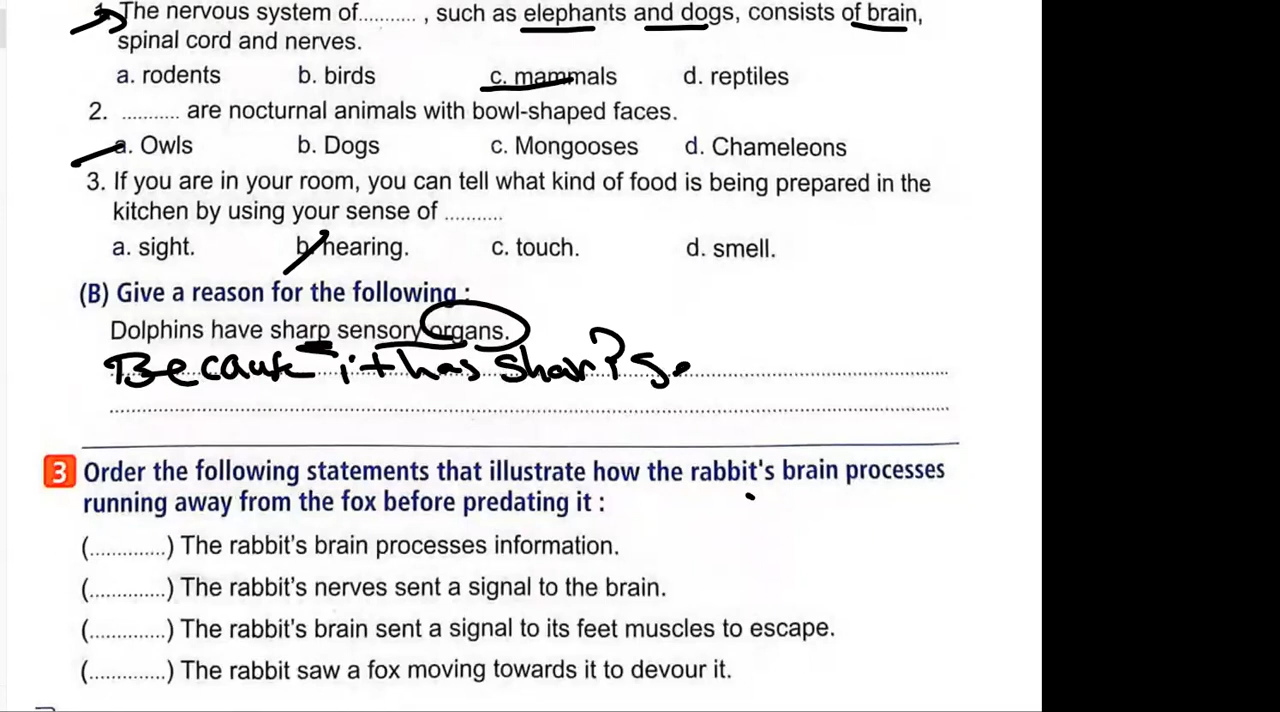 The nervous system of........... , such as elephants and dogs, consists of brain,
spinal cord and nerves.
a. rodents b. birds c. mammals d. reptiles
2. ........... are nocturnal animals with bowl-shaped faces.
a. Owls b. Dogs c. Mongooses d. Chameleons
3. If you are in your room, you can tell what kind of food is being prepared in the
kitchen by using your sense of ...........
a. sight. b. hearing. c. touch. d. smell.
(B) Give a reason for the following :
Dolphins have sharp sensory organs.
Because it has sharp se
3 Order the following statements that illustrate how the rabbit's brain processes
running away from the fox before predating it :
(.............) The rabbit's brain processes information.
(.............) The rabbit's nerves sent a signal to the brain.
(.............) The rabbit's brain sent a signal to its feet muscles to escape.
(.............) The rabbit saw a fox moving towards it to devour it.